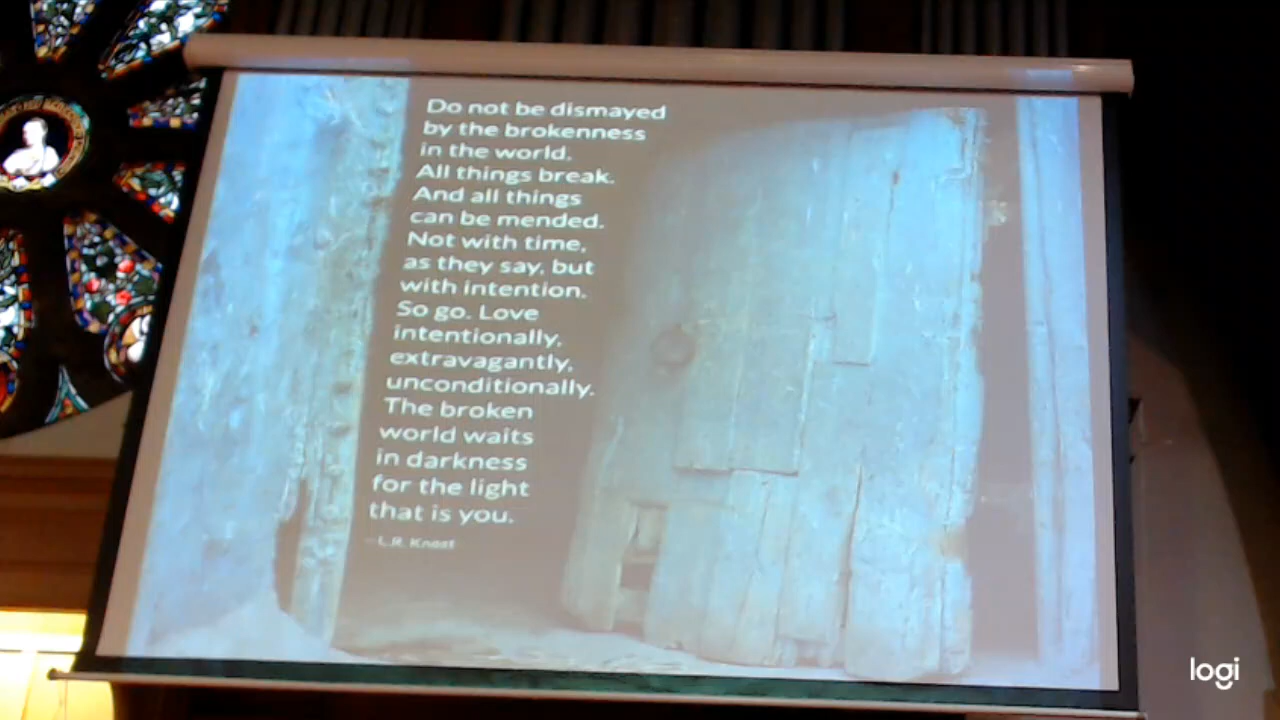 Do not be dismayed
by the brokenness
in the world.
All things break.
And all things
can be mended.
Not with time,
as they say, but
with intention.
So go. Love
intentionally,
extravagantly,
unconditionally.
The broken
world waits
in darkness
for the light
that is you.
- L.R. Knost
logi